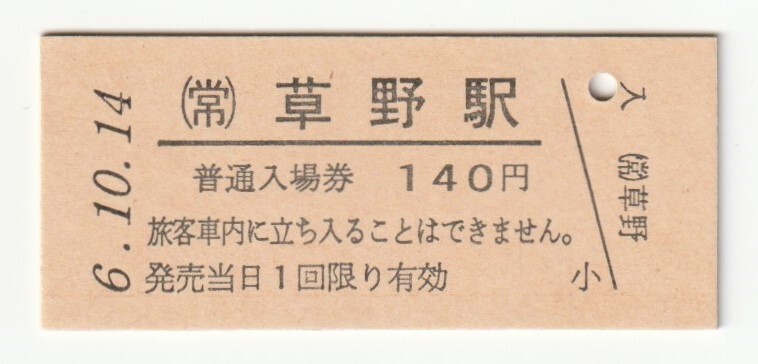 6.10.14
㊑草野駅
普通入場券 140円
旅客車内に立ち入ることはできません。
発売当日1回限り有効
小
入 (常)草野